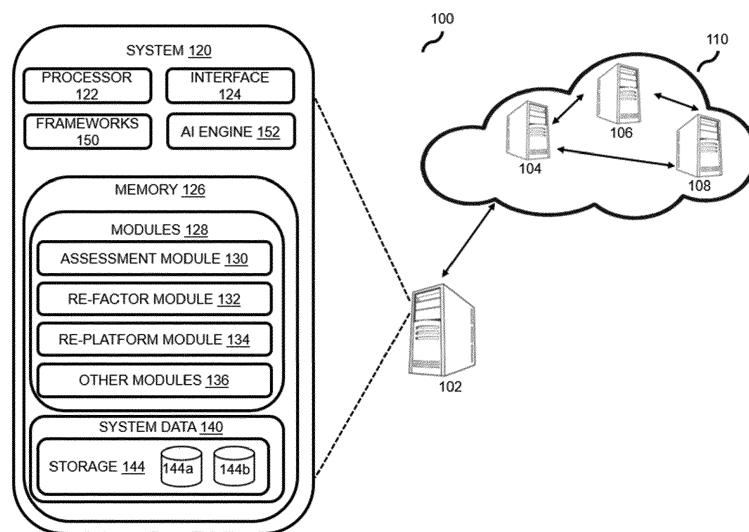 SYSTEM 120
PROCESSOR
122
INTERFACE
124
FRAMEWORKS
150
AI ENGINE 152
MEMORY 126
MODULES 128
ASSESSMENT MODULE 130
RE-FACTOR MODULE 132
RE-PLATFORM MODULE 134
OTHER MODULES 136
SYSTEM DATA 140
STORAGE 144
144a
144b
100
110
106
104
108
102